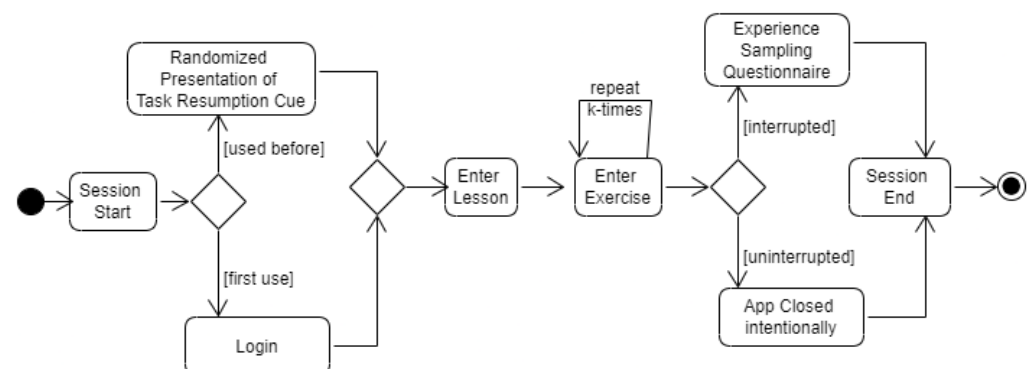 Randomized
Presentation of
Task Resumption Cue
[used before]
Session
Start
[first use]
Login
Enter
Lesson
repeat
k-times
Enter
Exercise
Experience
Sampling
Questionnaire
[interrupted]
[uninterrupted]
App Closed
intentionally
Session
End